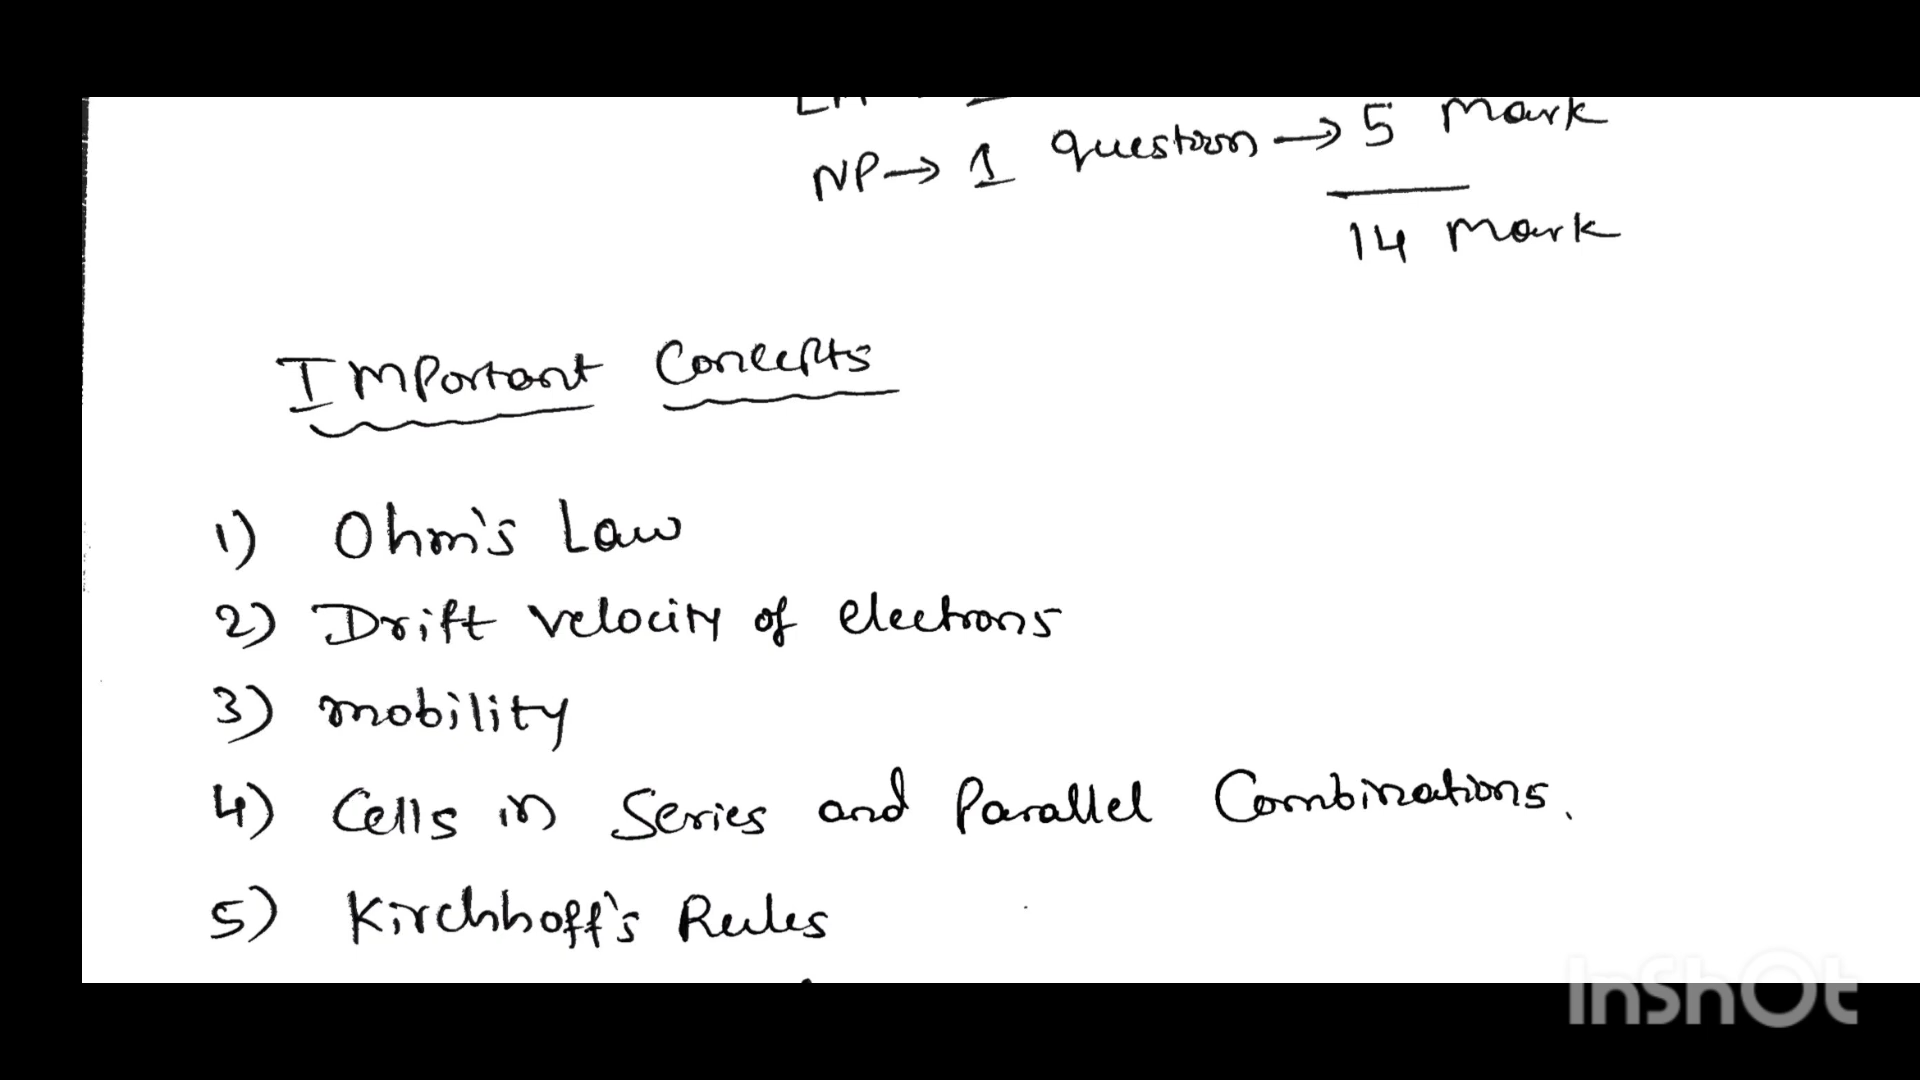 NP → 1 question → 5 Mark
14 Mark
Important Concepts
1) Ohm's Law
2) Drift velocity of electrons
3) mobility
4) Cells in Series and Parallel Combinations.
5) Kirchhoff's Rules
InShOt